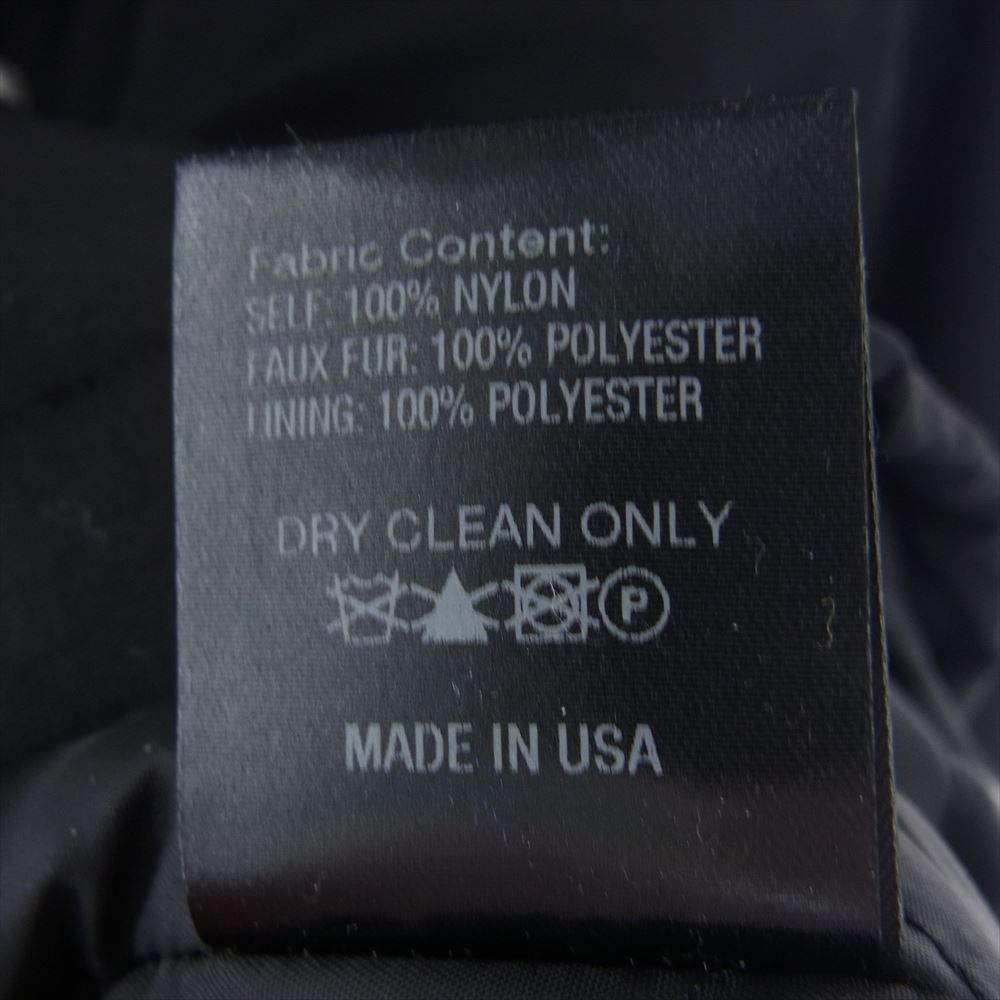 Fabric Content:
SELF: 100% NYLON
FAUX FUR: 100% POLYESTER
LINING: 100% POLYESTER
DRY CLEAN ONLY
P
MADE IN USA